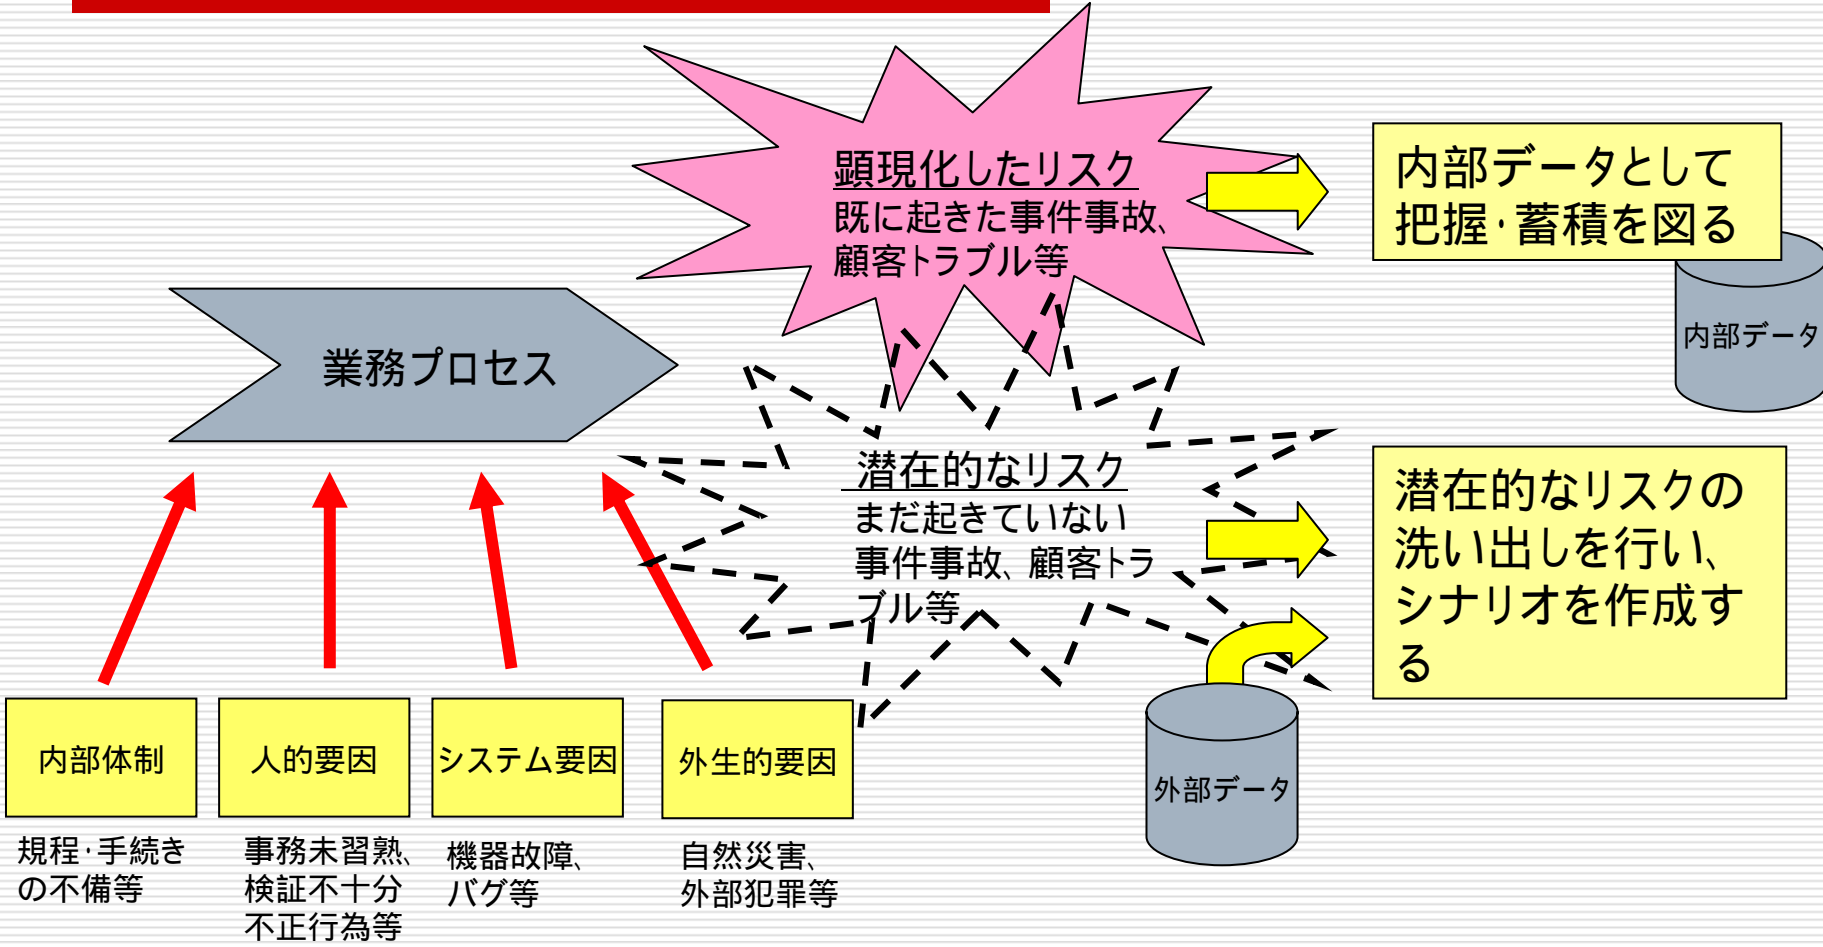 顕現化したリスク
既に起きた事件事故、
顧客トラブル等
内部データとして
把握・蓄積を図る
内部データ
業務プロセス
潜在的なリスク
まだ起きていない
事件事故、顧客トラ
ブル等
潜在的なリスクの
洗い出しを行い、
シナリオを作成す
る
外部データ
内部体制
人的要因
システム要因
外生的要因
規程・手続き
の不備等
事務未習熟、
検証不十分
不正行為等
機器故障、
バグ等
自然災害、
外部犯罪等